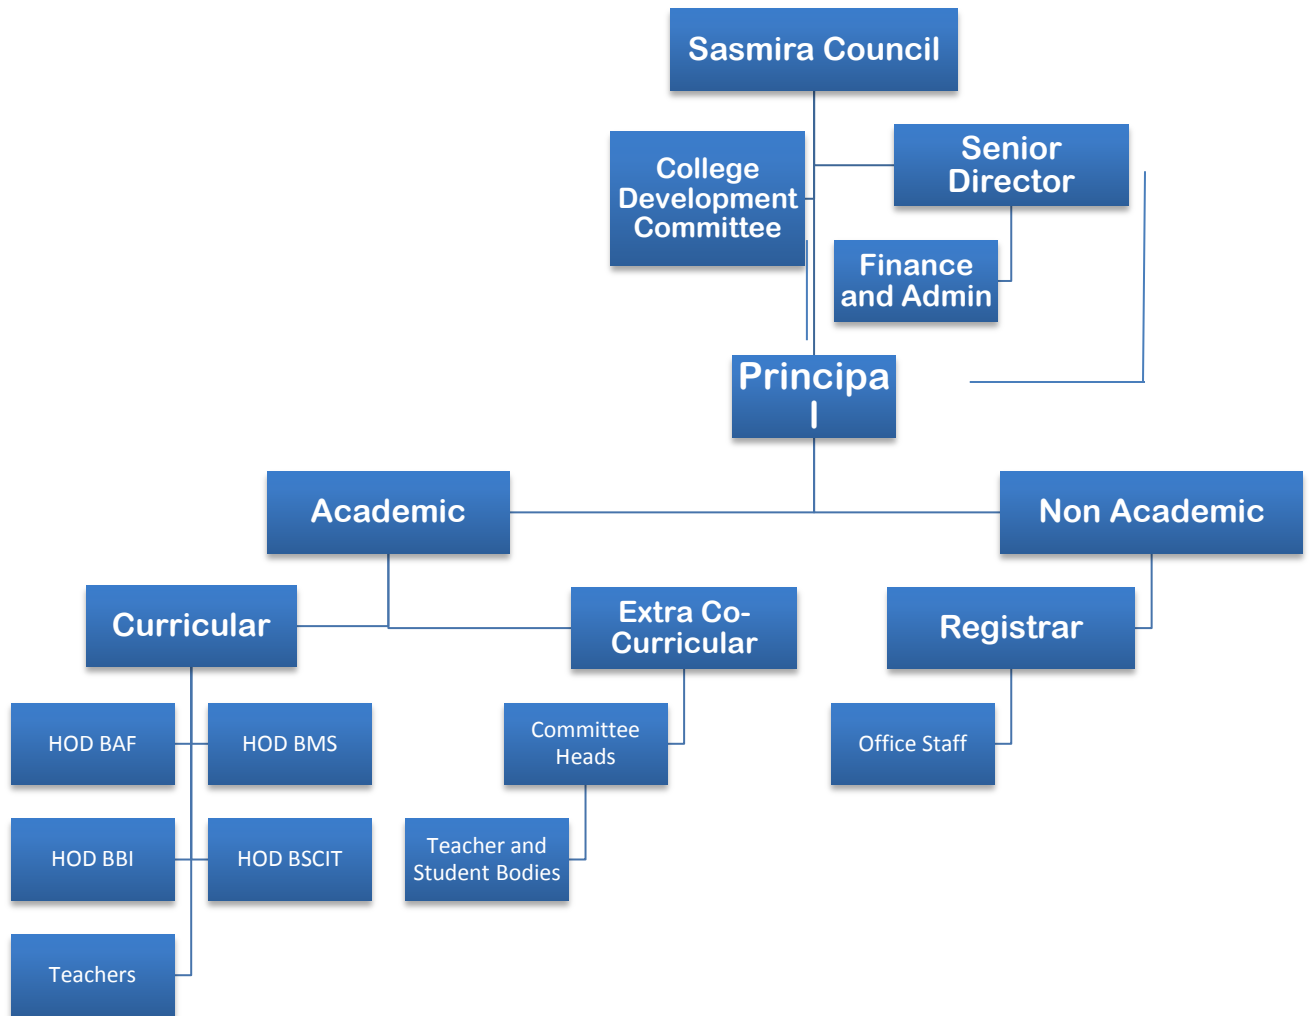 Sasmira Council
College
Development
Committee
Senior
Director
Finance
and Admin
Principa
l
Academic
Non Academic
Curricular
Extra Co-
Curricular
Registrar
HOD BAF
HOD BMS
Committee
Heads
Office Staff
HOD BBI
HOD BSCIT
Teacher and
Student Bodies
Teachers